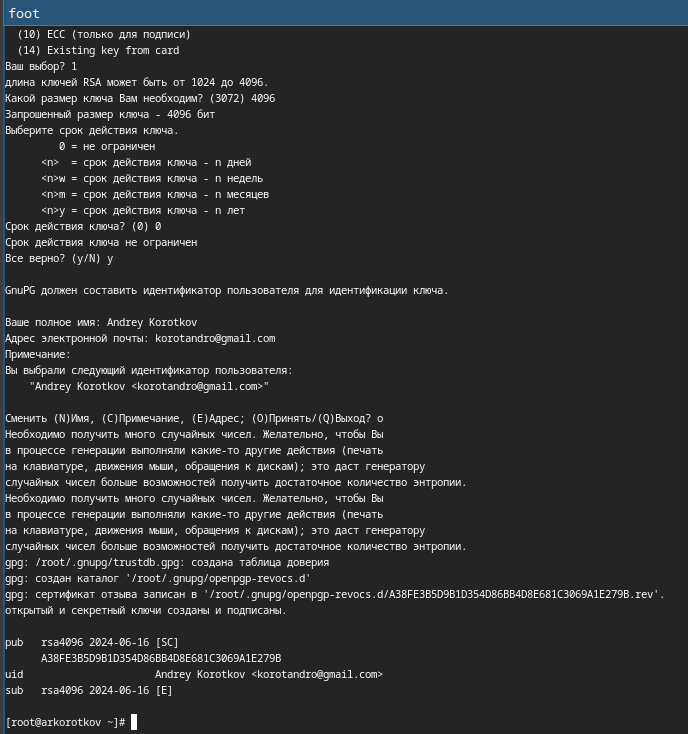 foot
(10) ECC (только для подписи)
(14) Existing key from card
Ваш выбор? 1
длина ключей RSA может быть от 1024 до 4096.
Какой размер ключа Вам необходим? (3072) 4096
Запрошенный размер ключа - 4096 бит
Выберите срок действия ключа.
0 = не ограничен
<n>  = срок действия ключа - n дней
<n>w = срок действия ключа - n недель
<n>m = срок действия ключа - n месяцев
<n>y = срок действия ключа - n лет
Срок действия ключа? (0) 0
Срок действия ключа не ограничен
Все верно? (y/N) y
GnuPG должен составить идентификатор пользователя для идентификации ключа.
Ваше полное имя: Andrey Korotkov
Адрес электронной почты: korotandro@gmail.com
Примечание:
Вы выбрали следующий идентификатор пользователя:
"Andrey Korotkov <korotandro@gmail.com>"
Сменить (N)Имя, (C)Примечание, (E)Адрес; (O)Принять/(Q)Выход? o
Необходимо получить много случайных чисел. Желательно, чтобы Вы
в процессе генерации выполняли какие-то другие действия (печать
на клавиатуре, движения мыши, обращения к дискам); это даст генератору
случайных чисел больше возможностей получить достаточное количество энтропии.
Необходимо получить много случайных чисел. Желательно, чтобы Вы
в процессе генерации выполняли какие-то другие действия (печать
на клавиатуре, движения мыши, обращения к дискам); это даст генератору
случайных чисел больше возможностей получить достаточное количество энтропии.
gpg: /root/.gnupg/trustdb.gpg: создана таблица доверия
gpg: создан каталог '/root/.gnupg/openpgp-revocs.d'
gpg: сертификат отзыва записан в '/root/.gnupg/openpgp-revocs.d/A38FE3B5D9B1D354D86BB4D8E681C3069A1E279B.rev'.
открытый и секретный ключи созданы и подписаны.
pub   rsa4096 2024-06-16 [SC]
A38FE3B5D9B1D354D86BB4D8E681C3069A1E279B
uid                      Andrey Korotkov <korotandro@gmail.com>
sub   rsa4096 2024-06-16 [E]
[root@arkorotkov ~]#